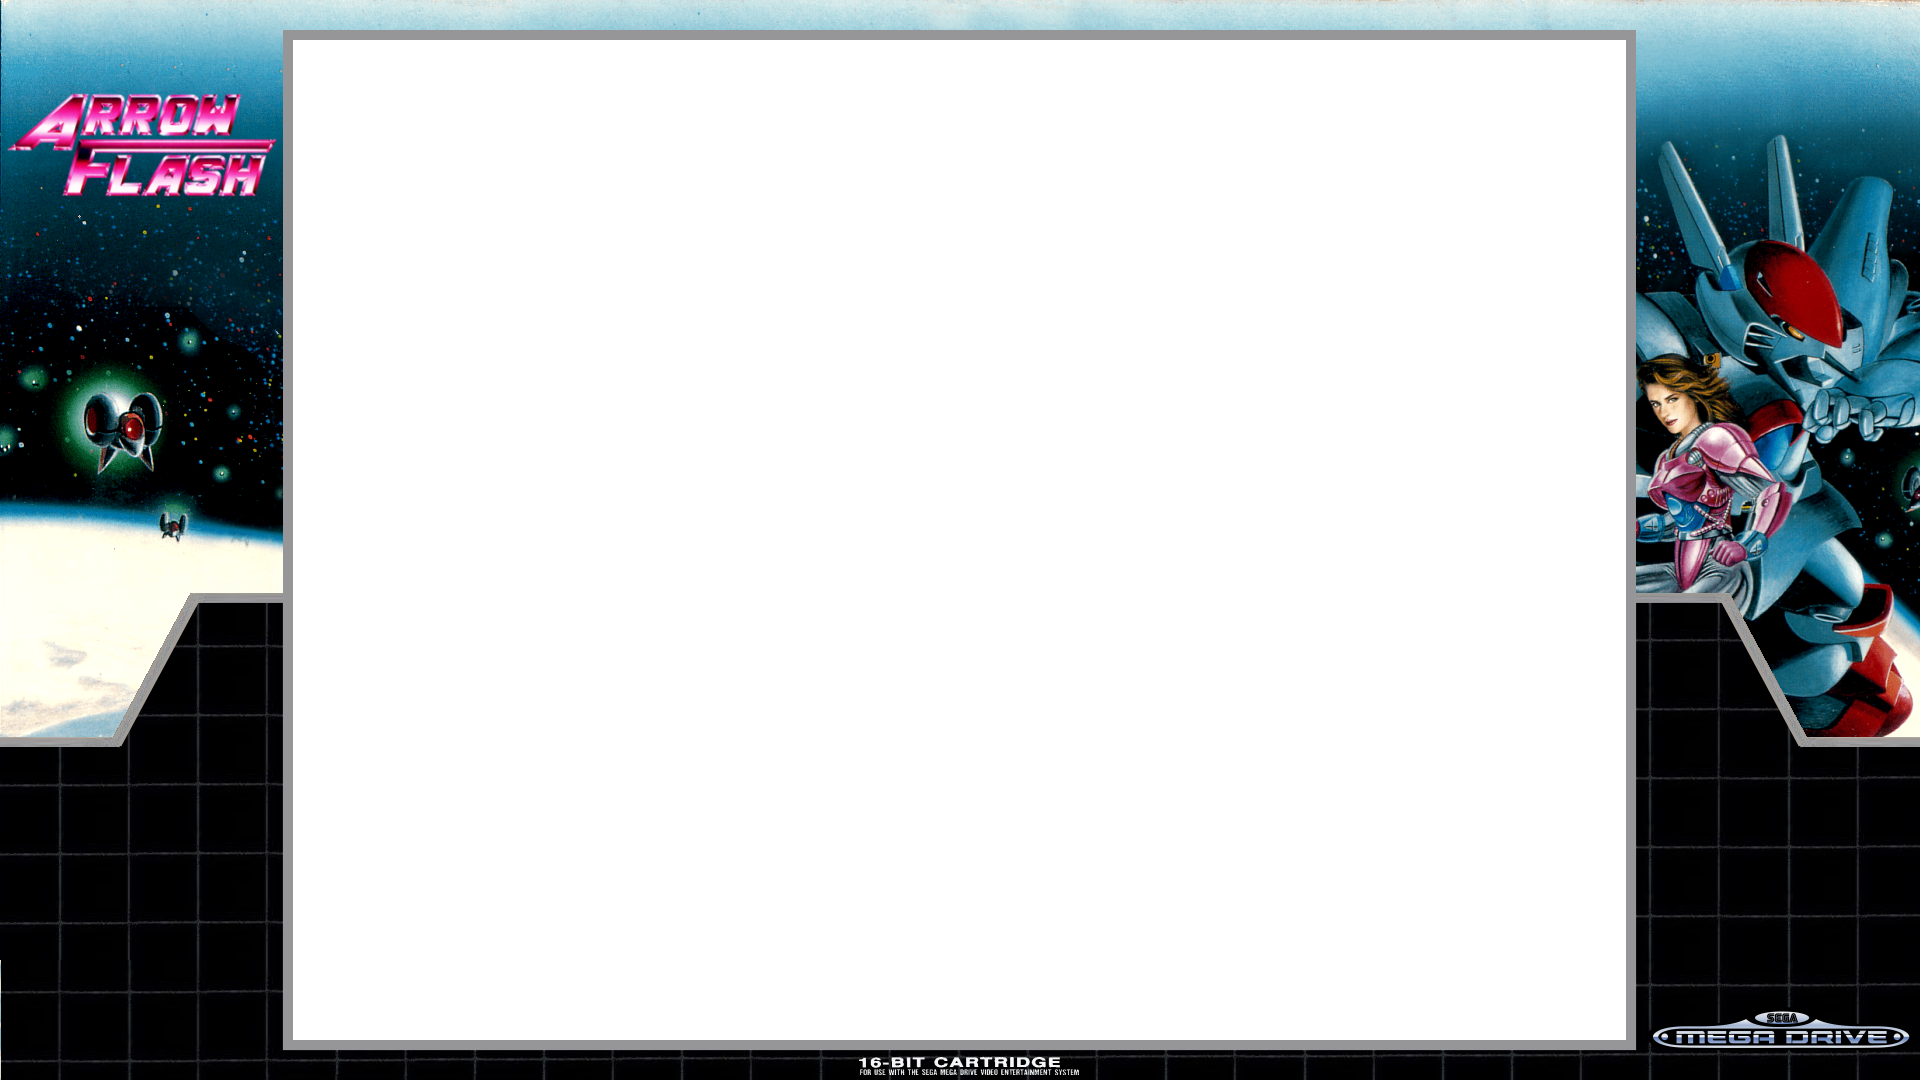 ARROW
FLASH
SEGA
MEGA DRIVE
16-BIT CARTRIDGE
FOR USE WITH THE SEGA MEGA DRIVE VIDEO ENTERTAINMENT SYSTEM